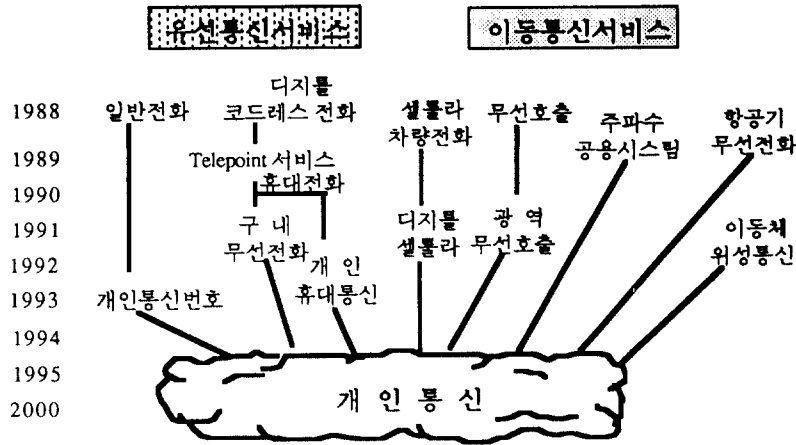 유선통신서비스
이동통신서비스
1988
1989
1990
1991
1992
1993
1994
1995
2000
일반전화
개인통신번호
디지틀
코드레스 전화
Telepoint 서비스
휴대전화
구 내
무선전화
개 인
휴대통신
셀룰라
차량전화
디지틀
셀룰라
무선호출
광 역
무선호출
주파수
공용시스팀
항공기
무선전화
이동체
위성통신
개 인 통 신